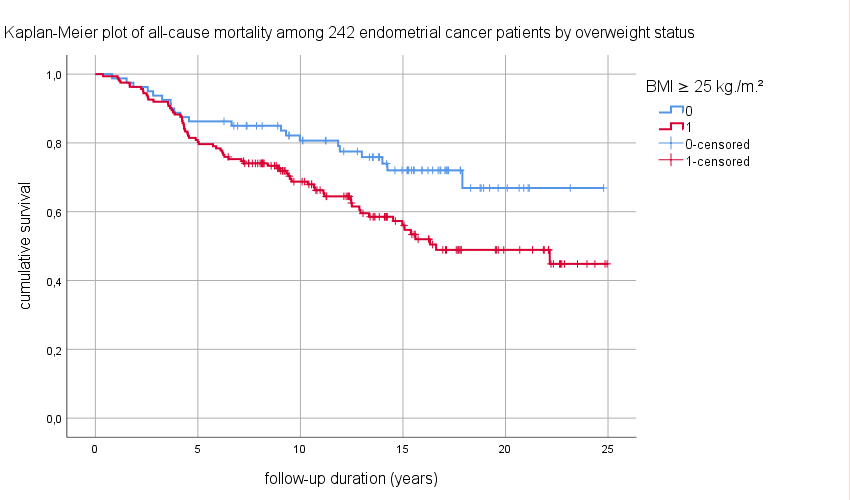 Kaplan-Meier plot of all-cause mortality among 242 endometrial cancer patients by overweight status
BMI ≥ 25 kg./m.²
0
1
0-censored
1-censored
cumulative survival
1,0
0,8
0,6
0,4
0,2
0,0
0 5 10 15 20 25
follow-up duration (years)